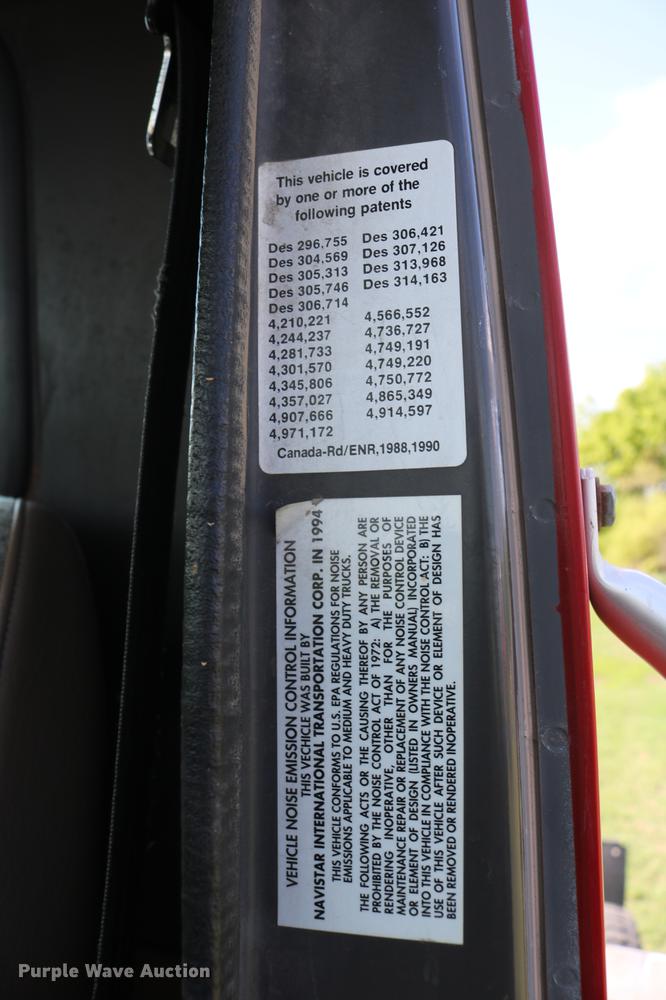 This vehicle is covered
by one or more of the
following patents
Des 296,755 Des 306,421
Des 304,569 Des 307,126
Des 305,313 Des 313,968
Des 305,746 Des 314,163
Des 306,714
4,210,221 4,566,552
4,244,237 4,736,727
4,281,733 4,749,191
4,301,570 4,749,220
4,345,806 4,750,772
4,357,027 4,865,349
4,907,666 4,914,597
4,971,172
Canada-Rd/ENR,1988,1990
VEHICLE NOISE EMISSION CONTROL INFORMATION
THIS VECHICLE WAS BUILT BY
NAVISTAR INTERNATIONAL TRANSPORTATION CORP. IN 1994
THIS VEHICLE CONFORMS TO U.S. EPA REGULATIONS FOR NOISE
EMISSIONS APPLICABLE TO MEDIUM AND HEAVY DUTY TRUCKS.
THE FOLLOWING ACTS OR THE CAUSING THEREOF BY ANY PERSON ARE
PROHIBITED BY THE NOISE CONTROL ACT OF 1972: A) THE REMOVAL OR
RENDERING INOPERATIVE, OTHER THAN FOR THE PURPOSES OF
MAINTENANCE REPAIR OR REPLACEMENT OF ANY NOISE CONTROL DEVICE
OR ELEMENT OF DESIGN (LISTED IN OWNERS MANUAL) INCORPORATED
INTO THIS VEHICLE IN COMPLIANCE WITH THE NOISE CONTROL ACT: B) THE
USE OF THIS VEHICLE AFTER SUCH DEVICE OR ELEMENT OF DESIGN HAS
BEEN REMOVED OR RENDERED INOPERATIVE.
Purple Wave Auction